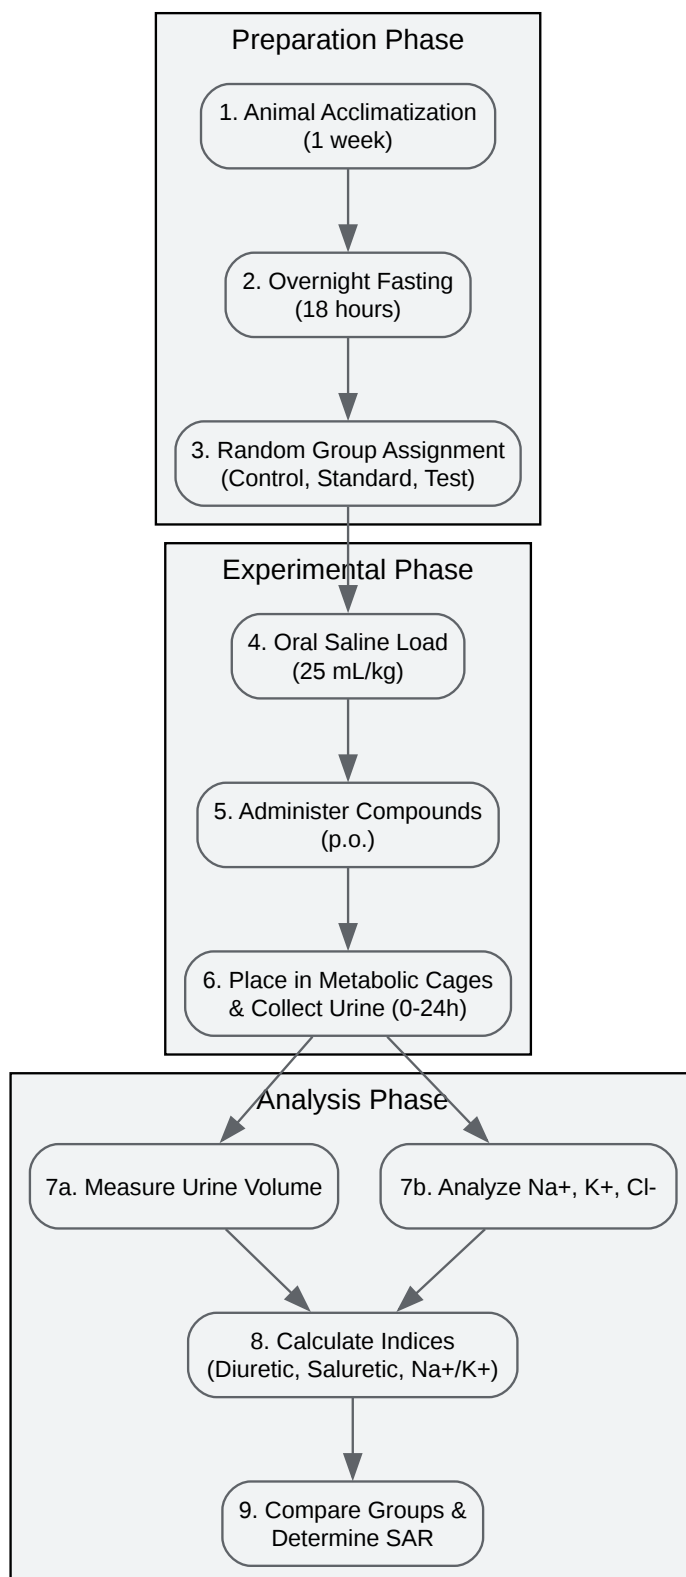 Preparation Phase
1. Animal Acclimatization
(1 week)
2. Overnight Fasting
(18 hours)
3. Random Group Assignment
(Control, Standard, Test)
Experimental Phase
4. Oral Saline Load
(25 mL/kg)
5. Administer Compounds
(p.o.)
6. Place in Metabolic Cages
& Collect Urine (0-24h)
Analysis Phase
7a. Measure Urine Volume
7b. Analyze Na+, K+, Cl-
8. Calculate Indices
(Diuretic, Saluretic, Na+/K+)
9. Compare Groups &
Determine SAR